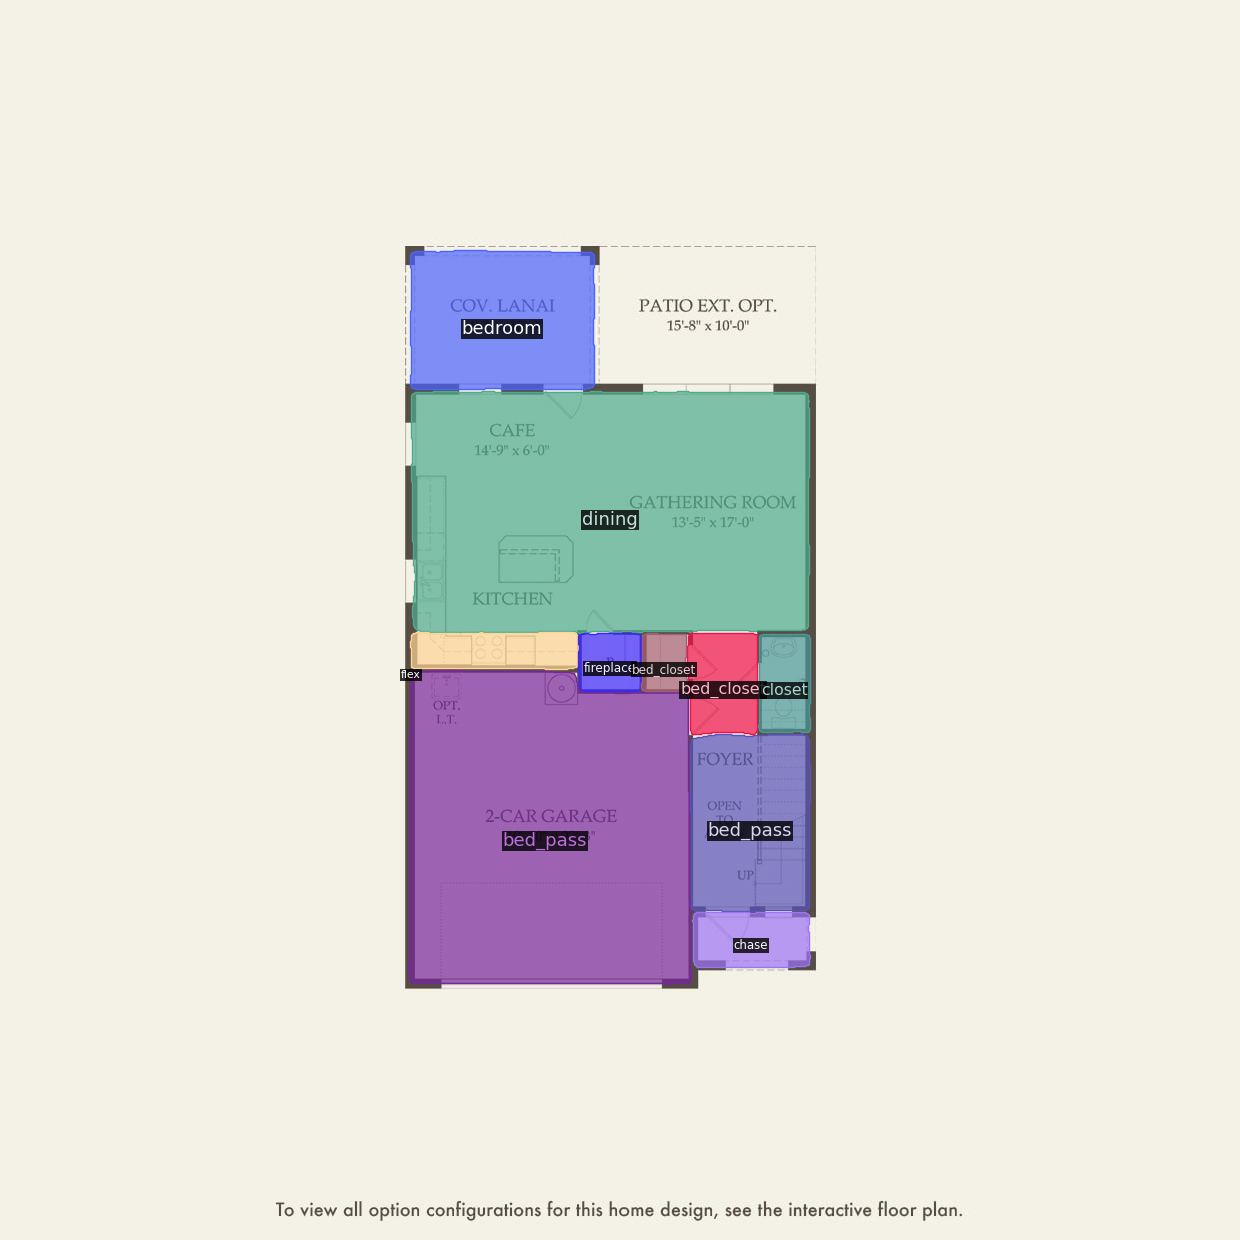 COV. LANAI
bedroom
PATIO EXT. OPT.
15'-8" x 10'-0"
CAFE
14'-9" x 6'-0"
GATHERING ROOM
13'-5" x 17'-0"
dining
KITCHEN
flex
fireplace
bed_closet
bed_close
closet
OPT.
L.T.
FOYER
OPEN
TO
2-CAR GARAGE
bed_pass
bed_pass
UP
chase
To view all option configurations for this home design, see the interactive floor plan.